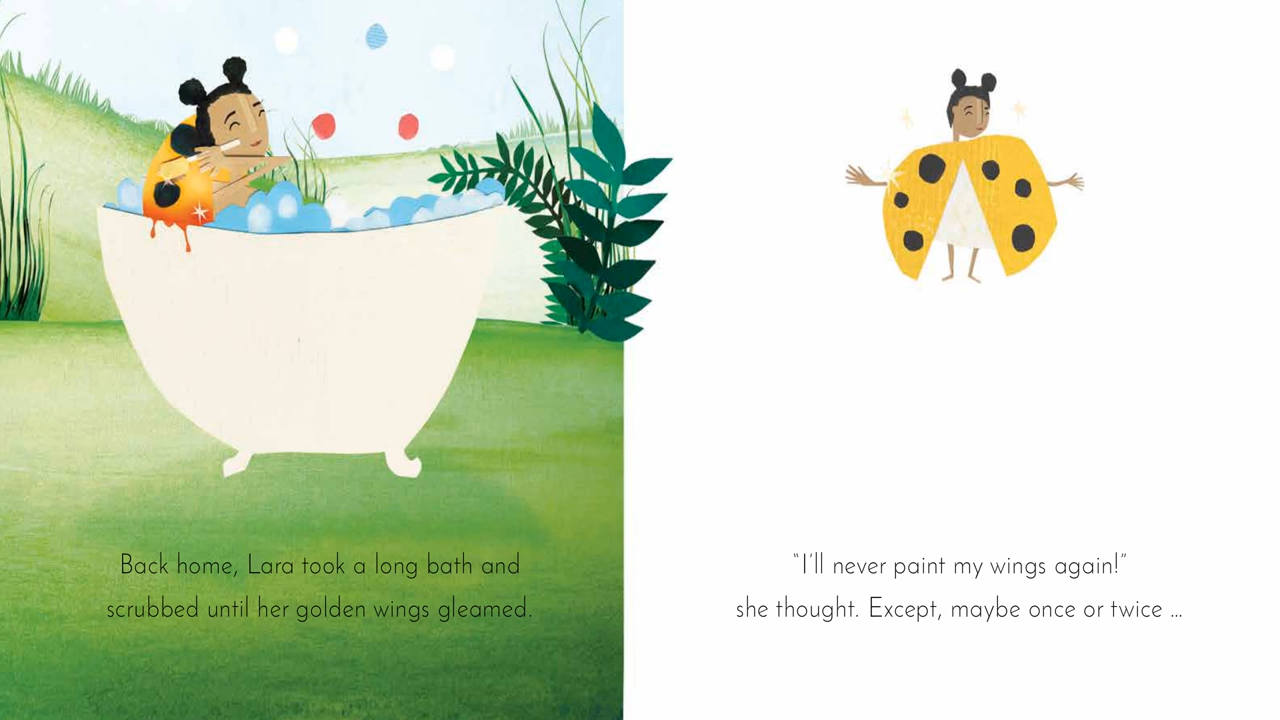 Back home, Lara took a long bath and
scrubbed until her golden wings gleamed.
“I’ll never paint my wings again!”
she thought. Except, maybe once or twice ...